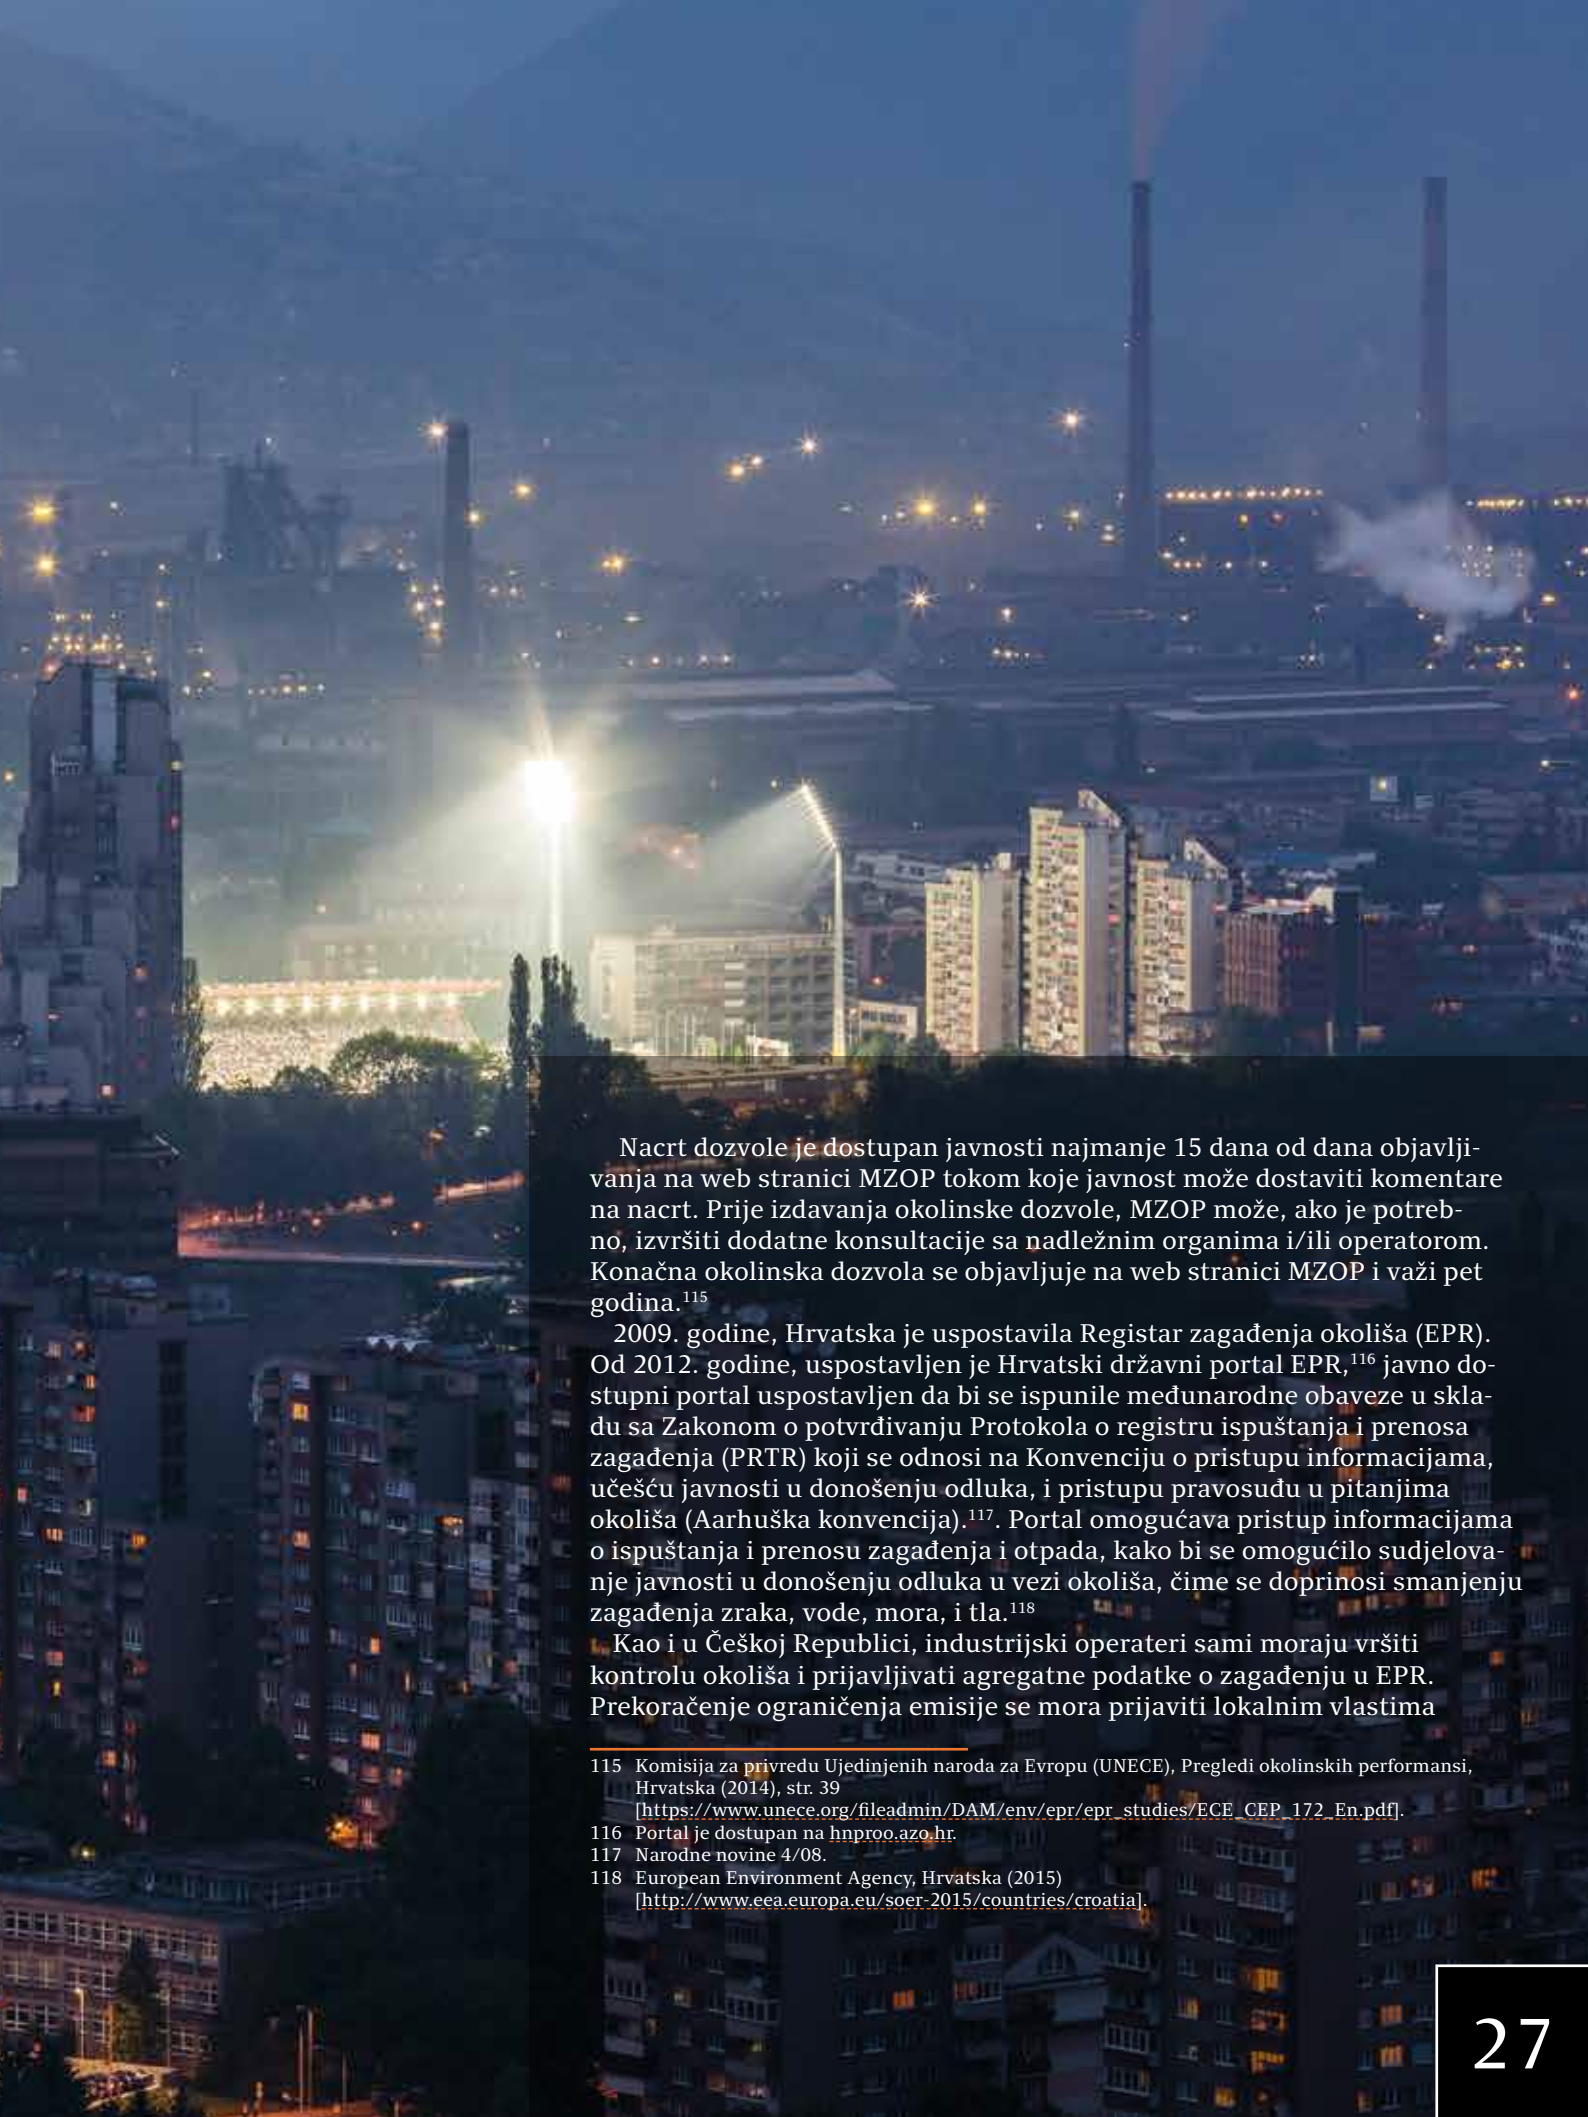 Nacrt dozvole je dostupan javnosti najmanje 15 dana od dana objavlji-
vanja na web stranici MZOP tokom koje javnost može dostaviti komentare
na nacrt. Prije izdavanja okolinske dozvole, MZOP može, ako je potreb-
no, izvršiti dodatne konsultacije sa nadležnim organima i/ili operatorom.
Konačna okolinska dozvola se objavljuje na web stranici MZOP i važi pet
godina.115
2009. godine, Hrvatska je uspostavila Registar zagađenja okoliša (EPR).
Od 2012. godine, uspostavljen je Hrvatski državni portal EPR,116 javno do-
stupni portal uspostavljen da bi se ispunile međunarodne obaveze u skla-
du sa Zakonom o potvrđivanju Protokola o registru ispuštanja i prenosa
zagađenja (PRTR) koji se odnosi na Konvenciju o pristupu informacijama,
učešću javnosti u donošenju odluka, i pristupu pravosuđu u pitanjima
okoliša (Aarhuška konvencija).117. Portal omogućava pristup informacijama
o ispuštanja i prenosu zagađenja i otpada, kako bi se omogućilo sudjelova-
nje javnosti u donošenju odluka u vezi okoliša, čime se doprinosi smanjenju
zagađenja zraka, vode, mora, i tla.118
Kao i u Češkoj Republici, industrijski operateri sami moraju vršiti
kontrolu okoliša i prijavljivati agregatne podatke o zagađenju u EPR.
Prekoračenje ograničenja emisije se mora prijaviti lokalnim vlastima
115 Komisija za privredu Ujedinjenih naroda za Evropu (UNECE), Pregledi okolinskih performansi,
Hrvatska (2014), str. 39
[https://www.unece.org/fileadmin/DAM/env/epr/epr_studies/ECE_CEP_172_En.pdf].
116 Portal je dostupan na hnproo.azo.hr.
117 Narodne novine 4/08.
118 European Environment Agency, Hrvatska (2015)
[http://www.eea.europa.eu/soer-2015/countries/croatia].
27